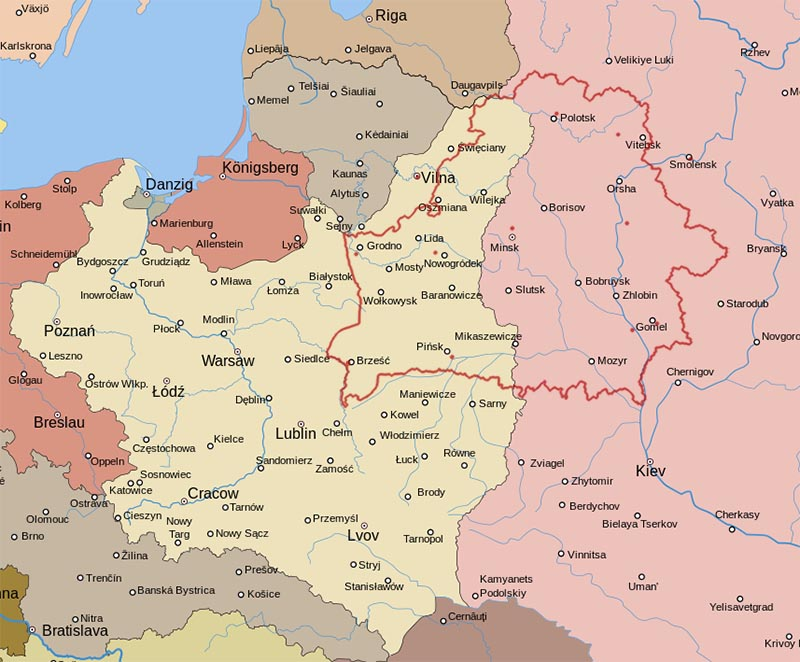 Växjö
Riga
Karlskrona
Liepāja
Jelgava
Rzhev
Velikiye Luki
Daugavpils
Telšiai
Šiauliai
Memel
Polotsk
Kėdainiai
Vitebsk
Święciany
Smolensk
Königsberg
Kaunas
Vilna
Stolp
Danzig
Alytus
Orsha
Kolberg
Oszmiana
Wilejka
Vyatka
Suwałki
Borisov
Marienburg
Sejny
Lida
Allenstein
Lyck
Grodno
Minsk
Bryansk
Schneidemühl
Grudziądz
Bydgoszcz
Nowogródek
Mosty
Toruń
Mława
Białystok
Bobruysk
Inowrocław
Łomża
Wołkowysk
Baranowicze
Slutsk
Zhlobin
Starodub
Modlin
Poznań
Płock
Gomel
Mikaszewicze
Novgoro
Leszno
Warsaw
Siedlce
Brześć
Pińsk
Mozyr
Glogau
Ostrów Wlkp.
Chernigov
Łódź
Maniewicze
Dęblin
Sarny
Breslau
Kowel
Lublin
Chełm
Włodzimierz
Częstochowa
Kielce
Równe
Oppeln
Sandomierz
Łuck
Zviagel
Zamość
Kiev
Sosnowiec
Katowice
Zhytomir
Cracow
Brody
Ostrava
Tarnów
Berdychov
Olomouc
Cieszyn
Nowy
Targ
Przemyśl
Bielaya Tserkov
Cherkasy
Brno
Nowy Sącz
Lvov
Tarnopol
Žilina
Vinnitsa
Stryj
Prešov
Trenčín
Stanisławów
Kamyanets
Podolskiy
Uman'
Banská Bystrica
Košice
Yelisavetgrad
Nitra
Cernăuți
Bratislava
Krivoy